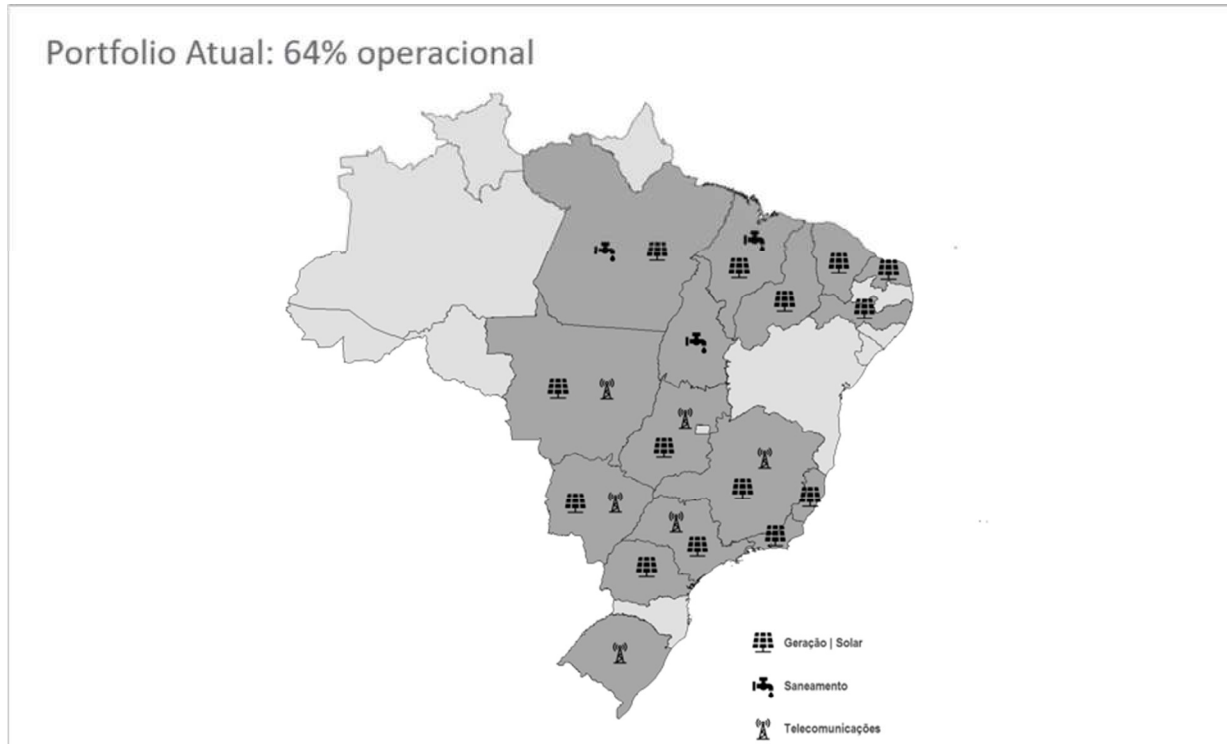 Portfolio Atual: 64% operacional
Geração | Solar
Saneamento
Telecomunicações